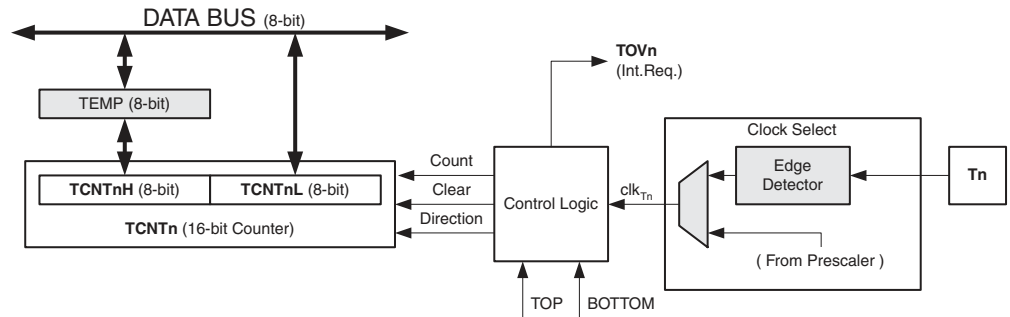 DATA BUS (8-bit)
TOVn
(Int.Req.)
TEMP (8-bit)
Clock Select
Count
Edge
Detector
TCNTnH (8-bit) TCNTnL (8-bit)
Clear
Control Logic
clkTn
Tn
TCNTn (16-bit Counter)
Direction
( From Prescaler )
TOP
BOTTOM